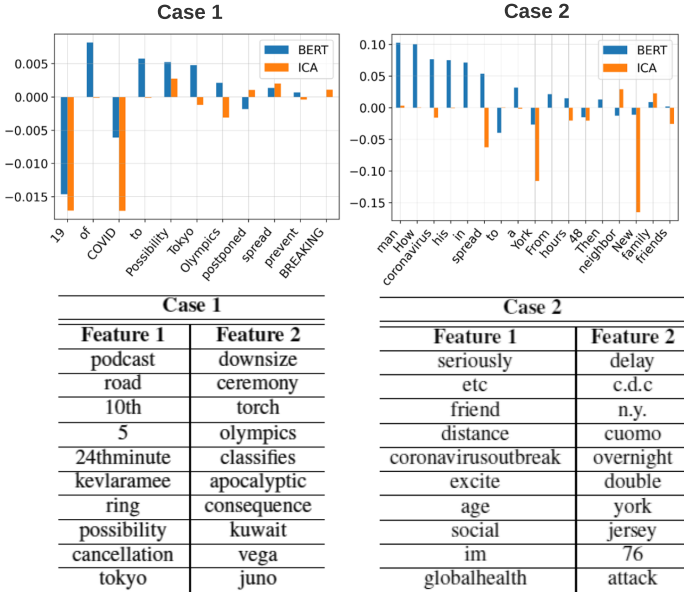 Case 1
Case 2
0.005
0.000
−0.005
−0.010
−0.015
BERT
ICA
19
of
COVID
to
Possibility
Tokyo
Olympics
postponed
spread
prevent
BREAKING
0.10
0.05
0.00
−0.05
−0.10
−0.15
BERT
ICA
man
How
coronavirus
his
in
spread
to
a
York
From
hours
48
Then
neighbor
New
family
friends
Case 1
Feature 1 Feature 2
podcast downsize
road ceremony
10th torch
5 olympics
24thminute classifies
kevlaramee apocalyptic
ring consequence
possibility kuwait
cancellation vega
tokyo juno
Case 2
Feature 1 Feature 2
seriously delay
etc c.d.c
friend n.y.
distance cuomo
coronavirusoutbreak overnight
excite double
age york
social jersey
im 76
globalhealth attack